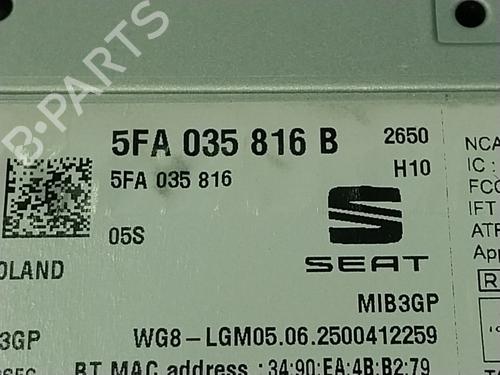 B-PARTS
5FA 035 816 B
2650
5FA 035 816
H10
05S
SEAT
OLAND
MIB3GP
3GP
WG8-LGM05.06.2500412259
BT MAC address : 34:90:EA:4B:B2:79
NCA
IC :
FCC
IFT
ATF
App
R